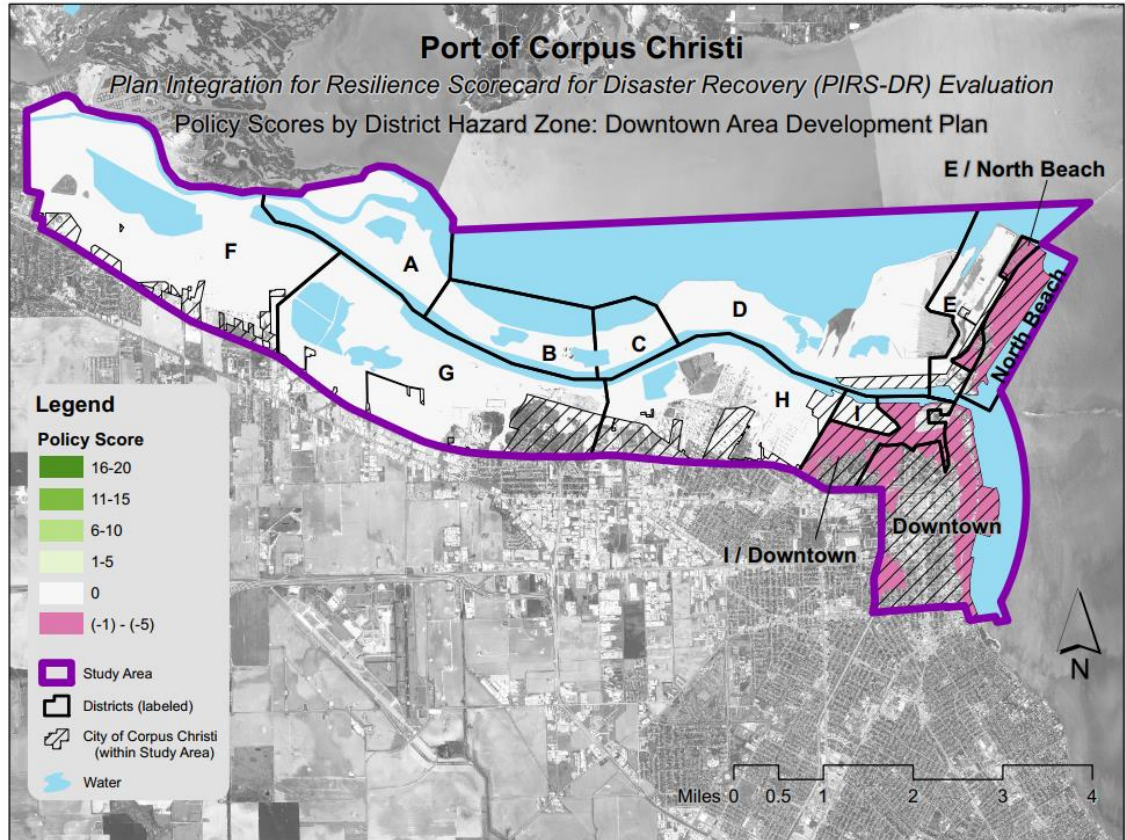 Port of Corpus Christi
Plan Integration for Resilience Scorecard for Disaster Recovery (PIRS-DR) Evaluation
Policy Scores by District Hazard Zone: Downtown Area Development Plan
E / North Beach
F
A
D
E
North Beach
B
C
G
H
I
Downtown
I / Downtown
Legend
Policy Score
16-20
11-15
6-10
1-5
0
(-1) - (-5)
Study Area
Districts (labeled)
City of Corpus Christi
(within Study Area)
Water
N
Miles 0 0.5 1 2 3 4